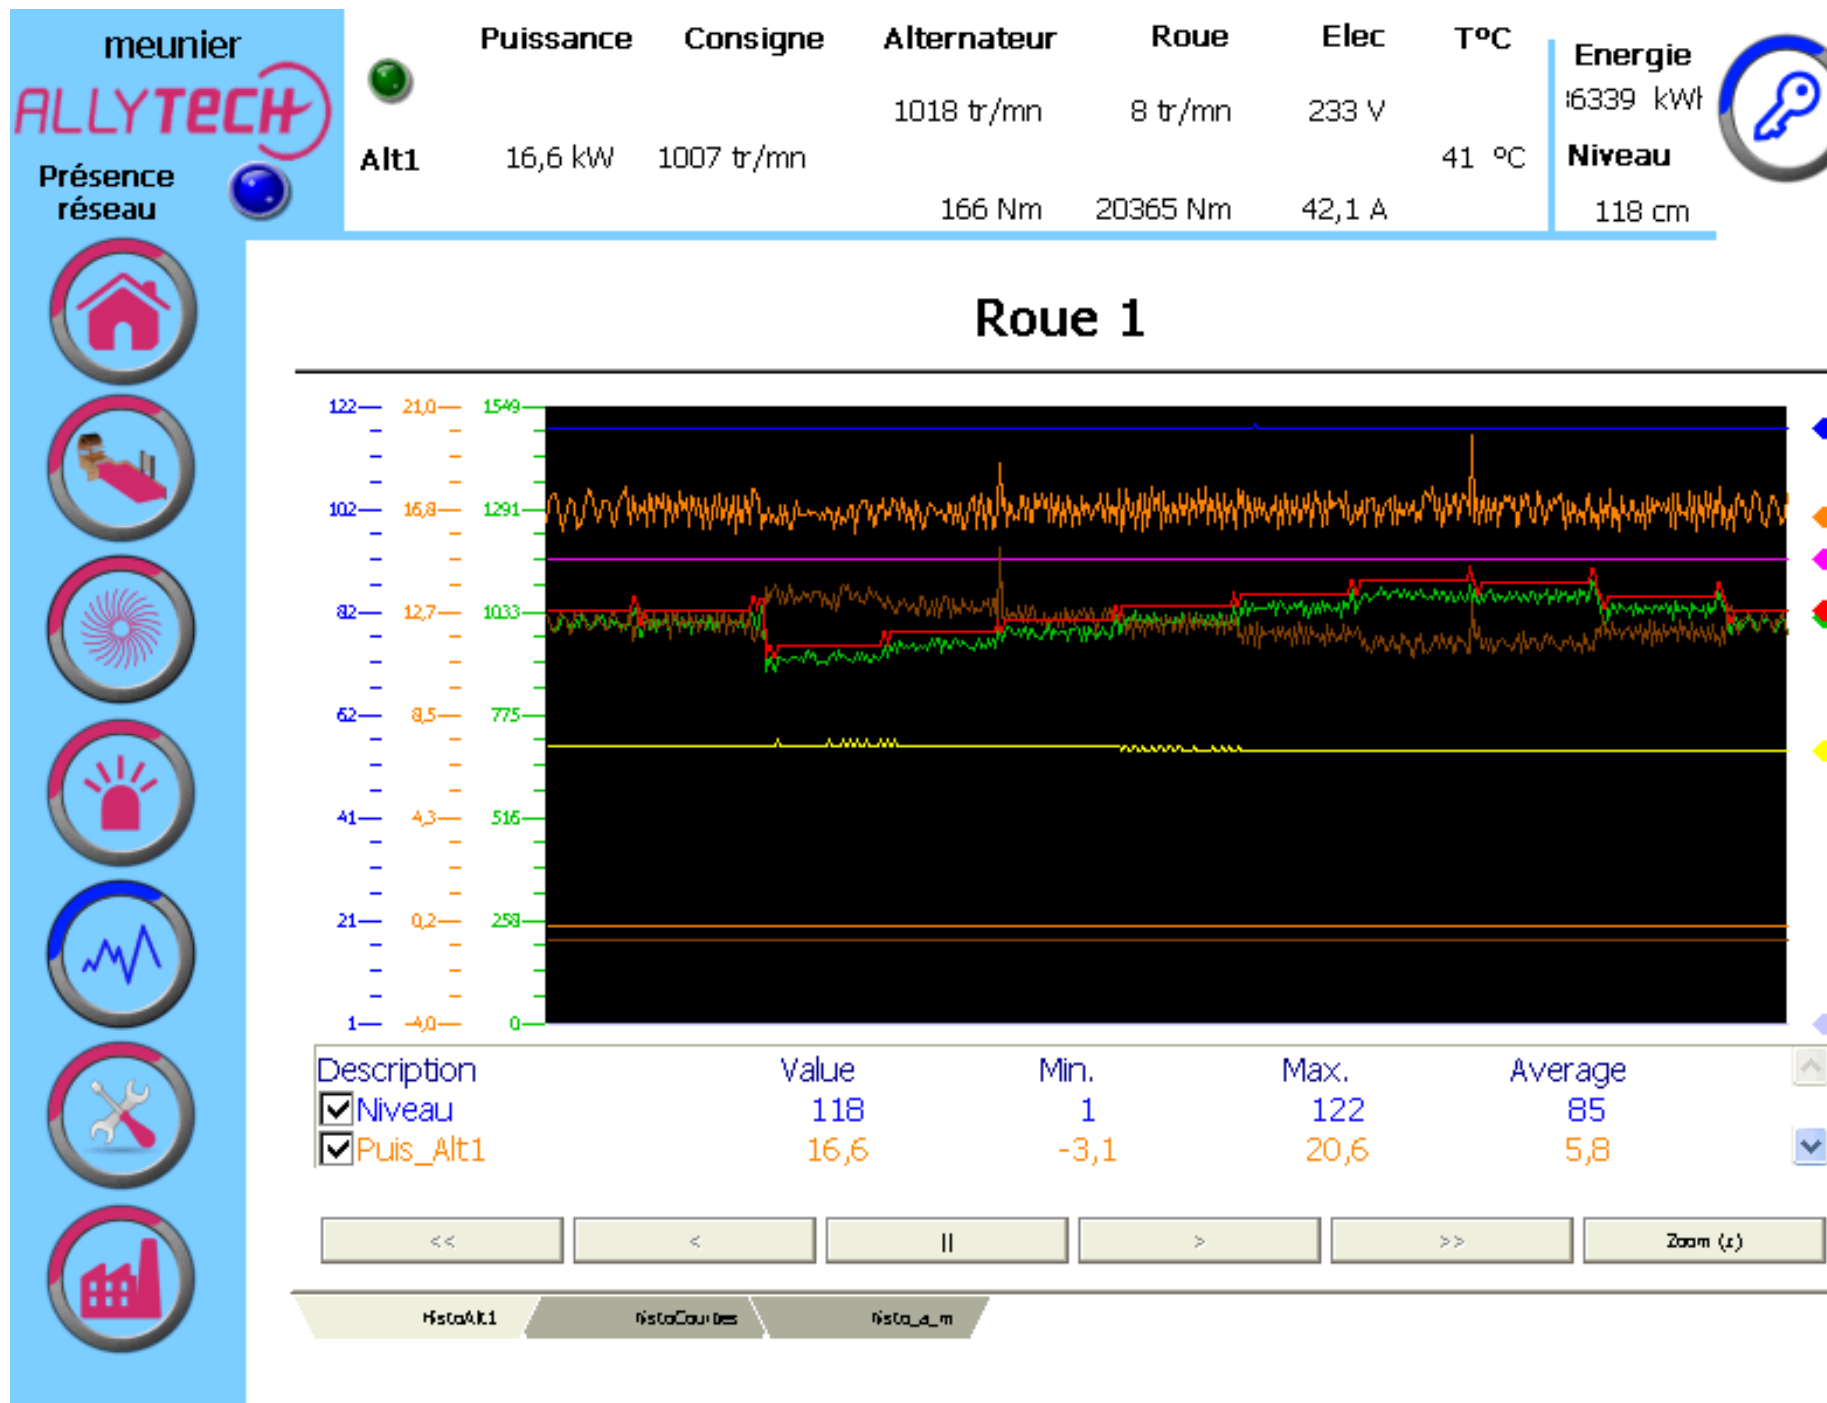 meunier
ALLYTECH
Présence
réseau
Puissance Consigne Alternateur Roue Elec TºC
1018 tr/mn 8 tr/mn 233 V
Alt1 16,6 kW 1007 tr/mn 41 ºC
166 Nm 20365 Nm 42,1 A
Energie
6339 kWh
Niveau
118 cm
Roue 1
122 21,0 1549
102 16,8 1291
82 12,7 1033
62 8,5 775
41 4,3 516
21 0,2 258
1 -4,0 0
Description Value Min. Max. Average
Niveau 118 1 122 85
Puis_Alt1 16,6 -3,1 20,6 5,8
<< < || > >> Zoom (z)
HistoAlt1 histoCourbes histo_a_m